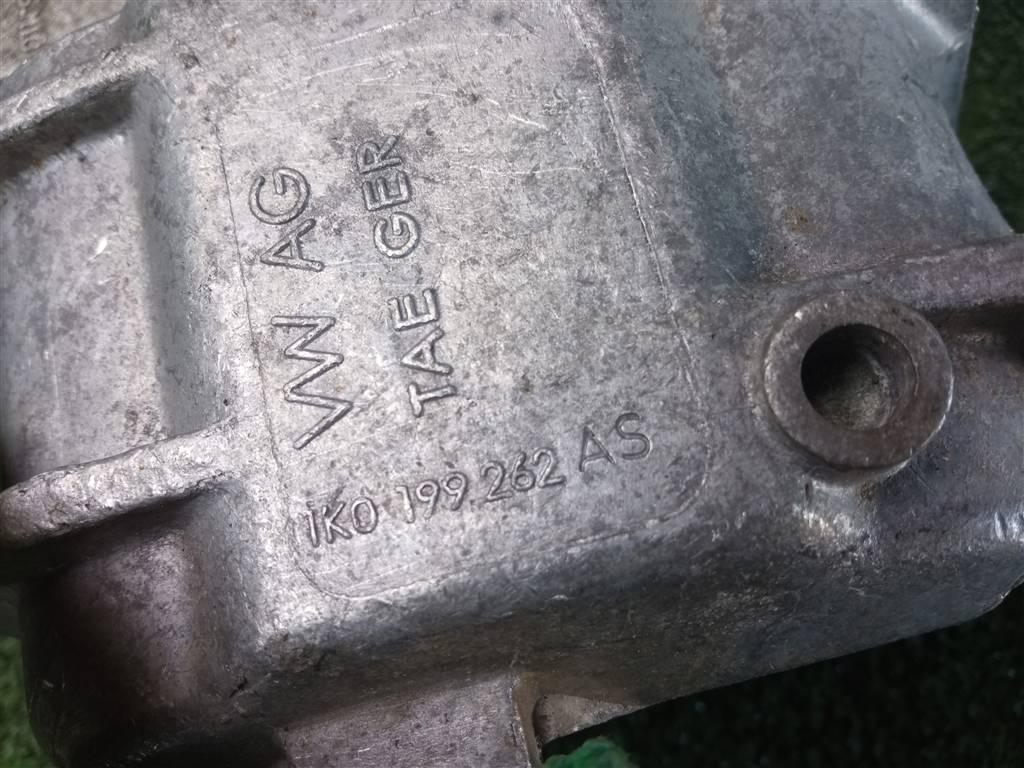 VW AG
TAE GER
1K0 199 262 AS